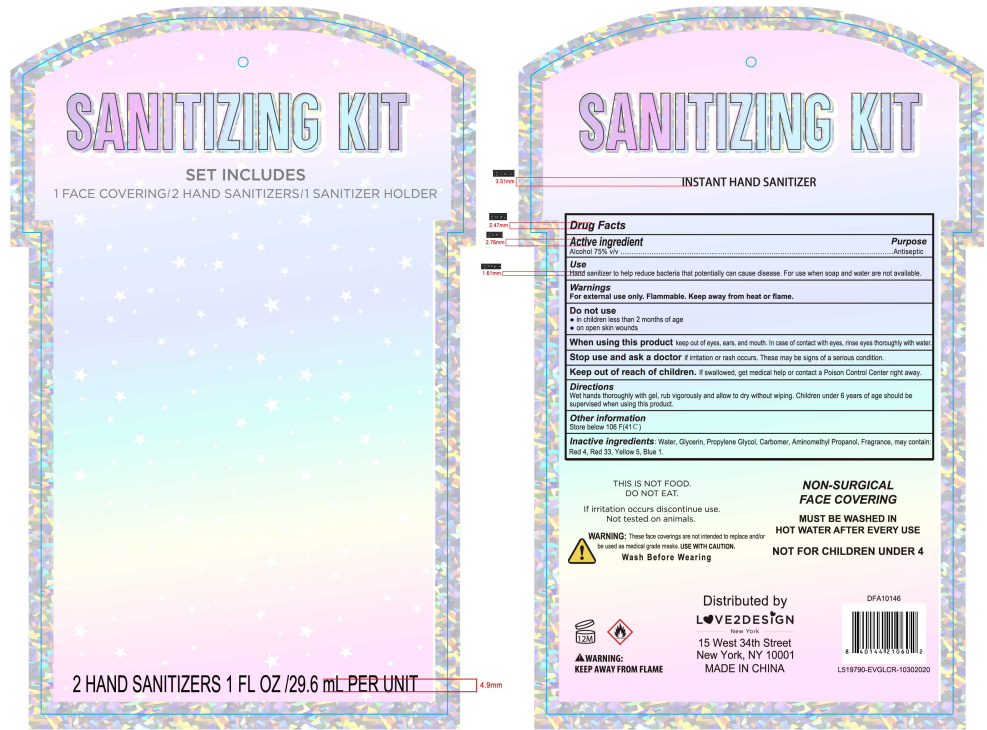 SANITIZING KIT
SET INCLUDES
1 FACE COVERING/2 HAND SANITIZERS/1 SANITIZER HOLDER
2 HAND SANITIZERS 1 FL OZ /29.6 mL PER UNIT
4.9mm
SANITIZING KIT
3.51mm
INSTANT HAND SANITIZER
2.47mm
Drug Facts
2.76mm
Active ingredient Purpose
Alcohol 75% v/v ........ Antiseptic
Use
1.61mm
Hand sanitizer to help reduce bacteria that potentially can cause disease. For use when soap and water are not available.
Warnings
For external use only. Flammable. Keep away from heat or flame.
Do not use
● in children less than 2 months of age
● on open skin wounds
When using this product keep out of eyes, ears, and mouth. In case of contact with eyes, rinse eyes thoroughly with water.
Stop use and ask a doctor if irritation or rash occurs. These may be signs of a serious condition.
Keep out of reach of children. If swallowed, get medical help or contact a Poison Control Center right away.
Directions
Wet hands thoroughly with gel, rub vigorously and allow to dry without wiping. Children under 6 years of age should be
supervised when using this product.
Other information
Store below 106 F(41C)
Inactive ingredients: Water, Glycerin, Propylene Glycol, Carbomer, Aminomethyl Propanol, Fragrance, may contain:
Red 4, Red 33, Yellow 5, Blue 1.
THIS IS NOT FOOD.
DO NOT EAT.
If irritation occurs discontinue use.
Not tested on animals.
WARNING: These face coverings are not intended to replace and/or
be used as medical grade masks. USE WITH CAUTION.
Wash Before Wearing
NON-SURGICAL
FACE COVERING
MUST BE WASHED IN
HOT WATER AFTER EVERY USE
NOT FOR CHILDREN UNDER 4
12M
WARNING:
KEEP AWAY FROM FLAME
Distributed by
L♥VE2DESIGN
New York
15 West 34th Street
New York, NY 10001
MADE IN CHINA
DFA10146
8 40144 21060 2
L519790-EVGLCR-10302020